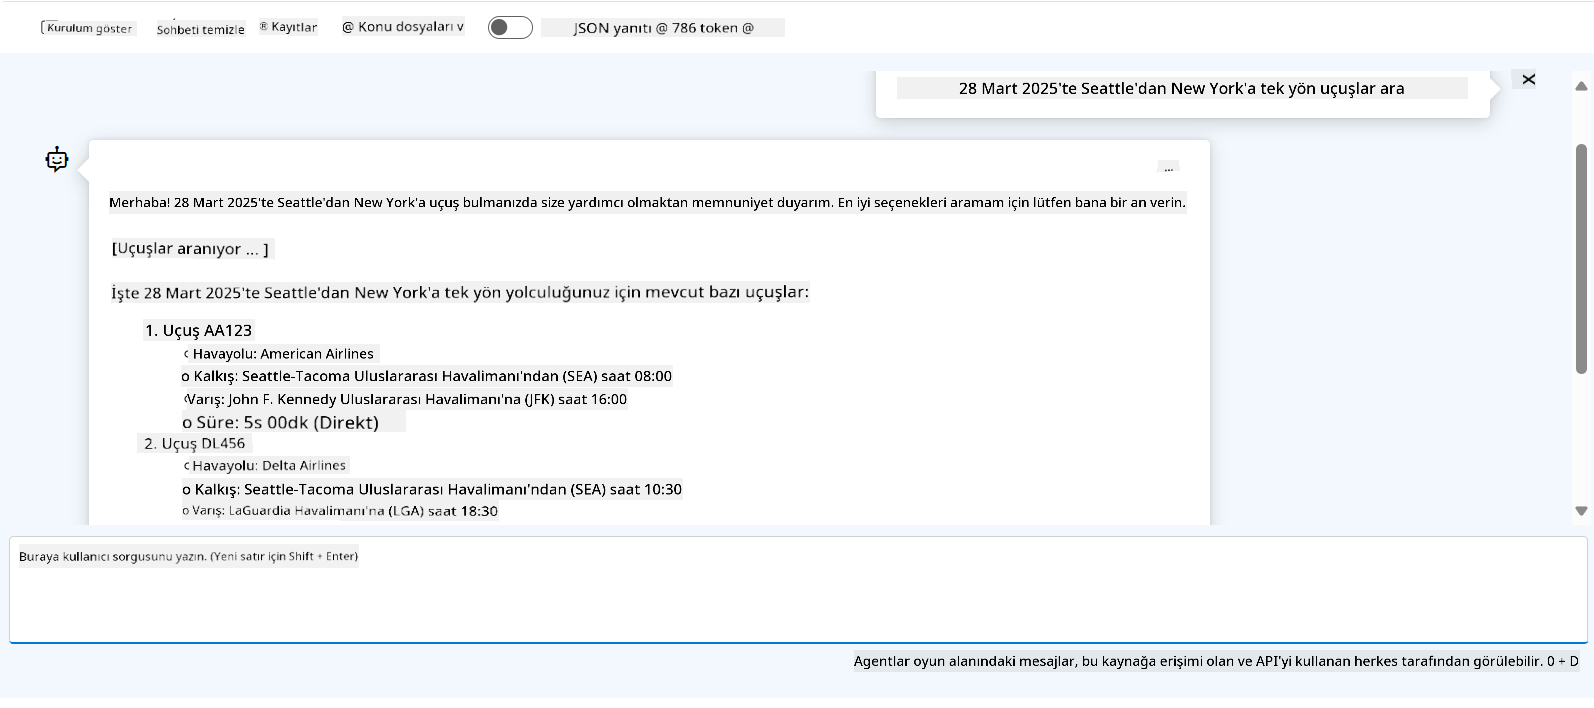 Kurulum göster
Sohbeti temizle
® Kayıtlar
@ Konu dosyaları v
JSON yanıtı @ 786 token @
28 Mart 2025'te Seattle'dan New York'a tek yön uçuşlar ara
...
Merhaba! 28 Mart 2025'te Seattle'dan New York'a uçuş bulmanızda size yardımcı olmaktan memnuniyet duyarım. En iyi seçenekleri aramam için lütfen bana bir an verin.
[Uçuşlar aranıyor ... ]
İşte 28 Mart 2025'te Seattle'dan New York'a tek yön yolculuğunuz için mevcut bazı uçuşlar:
1. Uçuş AA123
Havayolu: American Airlines
o Kalkış: Seattle-Tacoma Uluslararası Havalimanı'ndan (SEA) saat 08:00
Varış: John F. Kennedy Uluslararası Havalimanı'na (JFK) saat 16:00
o Süre: 5s 00dk (Direkt)
2. Uçuş DL456
Havayolu: Delta Airlines
o Kalkış: Seattle-Tacoma Uluslararası Havalimanı'ndan (SEA) saat 10:30
o Varış: LaGuardia Havalimanı'na (LGA) saat 18:30
Buraya kullanıcı sorgusunu yazın. (Yeni satır için Shift + Enter)
Agentlar oyun alanındaki mesajlar, bu kaynağa erişimi olan ve API'yi kullanan herkes tarafından görülebilir. 0 + D